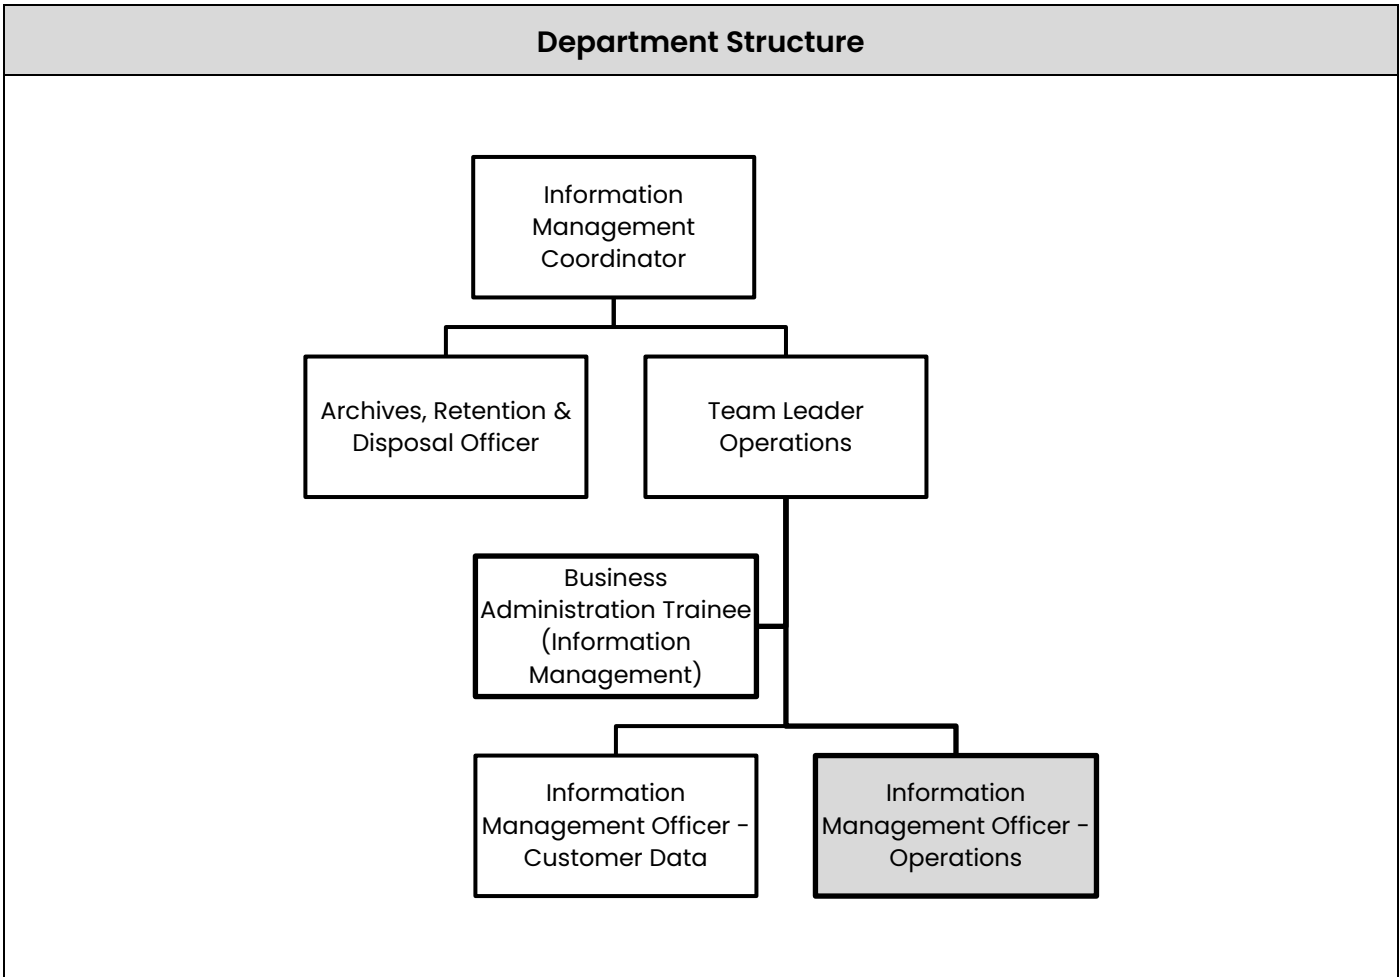 Department Structure
Information
Management
Coordinator
Archives, Retention &
Disposal Officer
Team Leader
Operations
Business
Administration Trainee
(Information
Management)
Information
Management Officer -
Customer Data
Information
Management Officer -
Operations